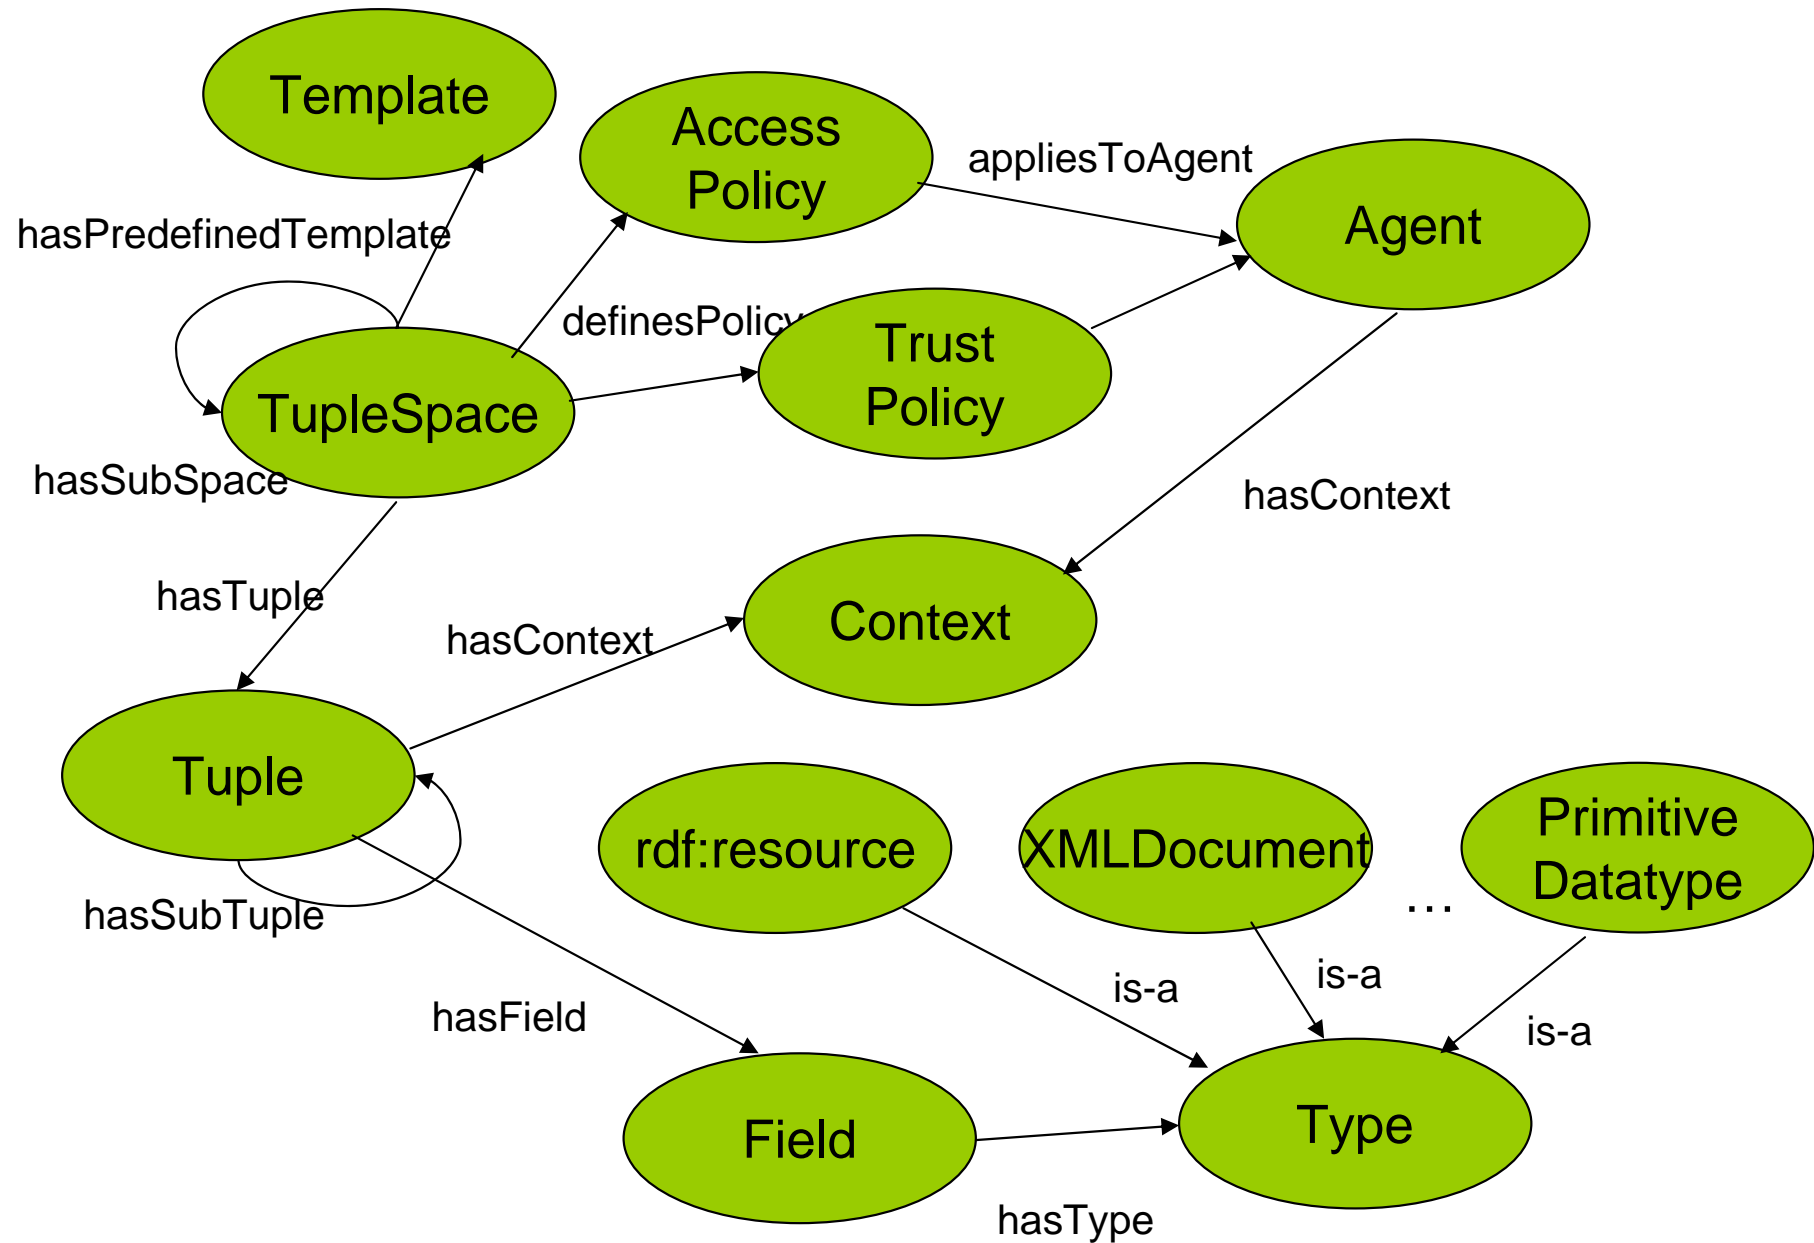 Template
Access
Policy
appliesToAgent
Agent
hasPredefinedTemplate
definesPolicy
Trust
Policy
TupleSpace
hasSubSpace
hasContext
hasTuple
hasContext
Context
Tuple
rdf:resource
XMLDocument
…
Primitive
Datatype
hasSubTuple
is-a
is-a
is-a
hasField
Field
Type
hasType